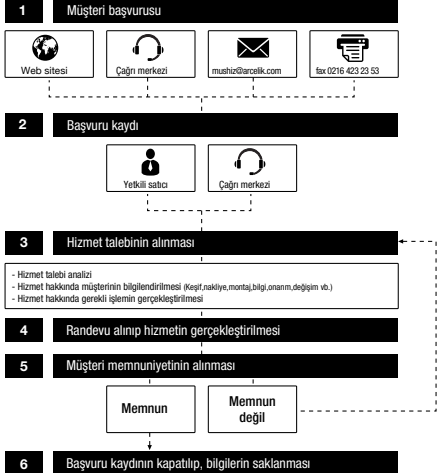 1 Müşteri başvurusu
Web sitesi
Çağrı merkezi
mushiz@arcelik.com
fax 0216 423 23 53
2 Başvuru kaydı
Yetkili satıcı
Çağrı merkezi
3 Hizmet talebinin alınması
- Hizmet talebi analizi
- Hizmet hakkında müşterinin bilgilendirilmesi (Keşif,nakliye,montaj,bilgi,onarım,değişim vb.)
- Hizmet hakkında gerekli işlemin gerçekleştirilmesi
4 Randevu alınıp hizmetin gerçekleştirilmesi
5 Müşteri memnuniyetinin alınması
Memnun
Memnun
değil
6 Başvuru kaydının kapatılıp, bilgilerin saklanması